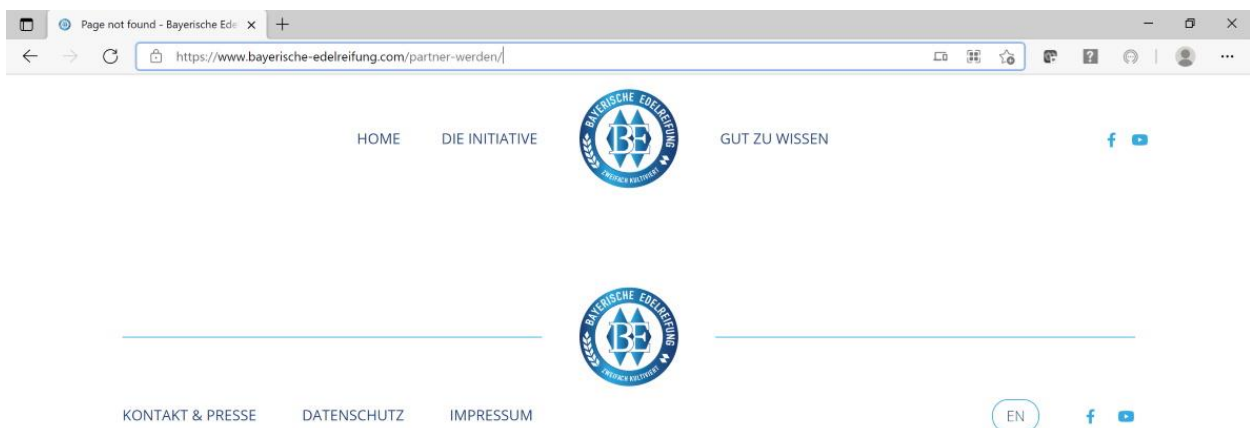 Page not found - Bayerische Ede
https://www.bayerische-edelreifung.com/partner-werden/
HOME DIE INITIATIVE GUT ZU WISSEN
BAYERISCHE EDELREIFUNG
BE
ZWEIFACH KULTIVIERT
BAYERISCHE EDELREIFUNG
BE
ZWEIFACH KULTIVIERT
KONTAKT & PRESSE DATENSCHUTZ IMPRESSUM EN